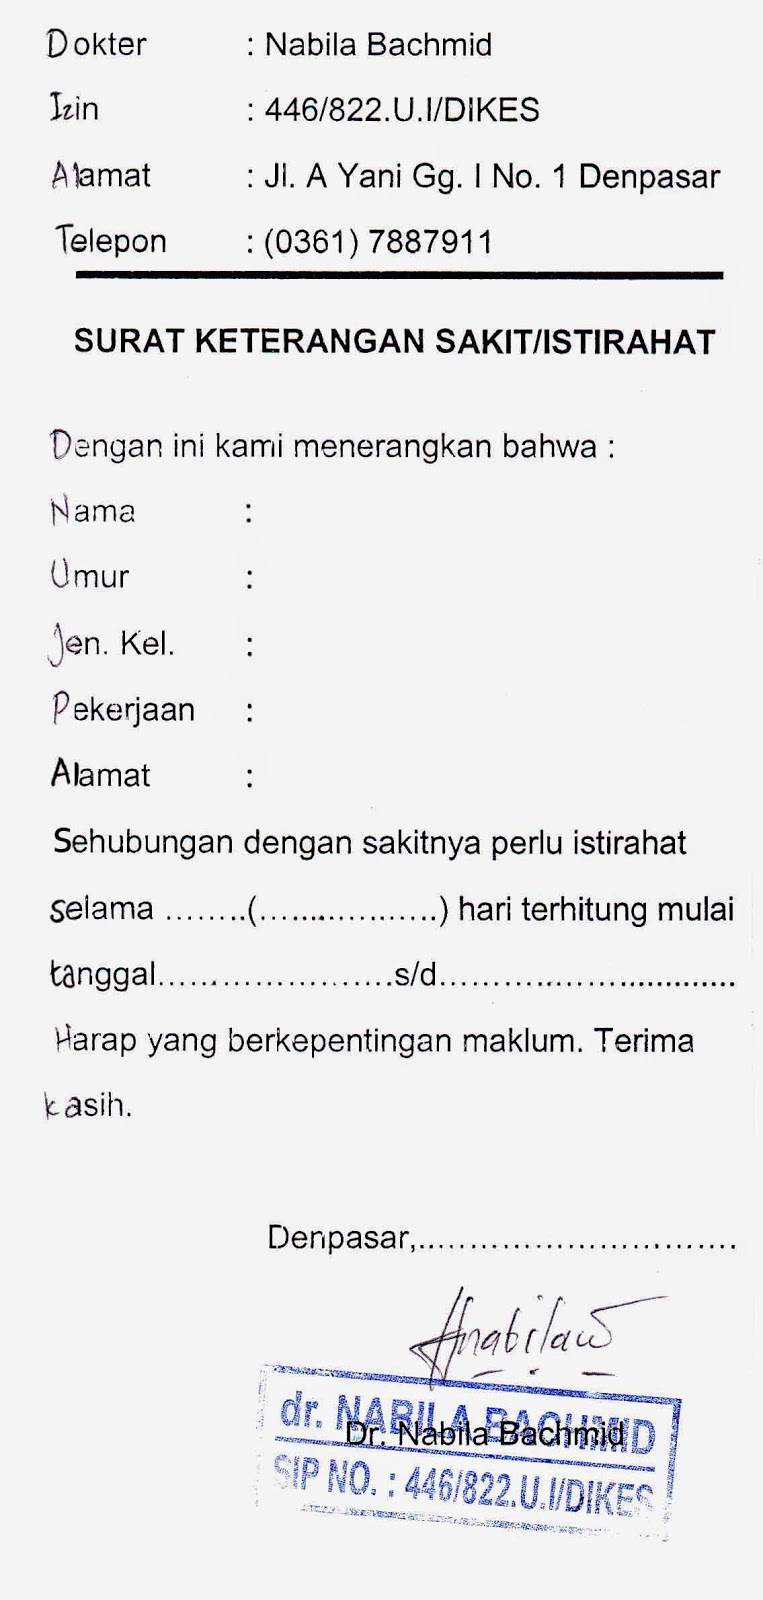 Dokter : Nabila Bachmid
Izin : 446/822.U.I/DIKES
Alamat : Jl. A Yani Gg. I No. 1 Denpasar
Telepon : (0361) 7887911
SURAT KETERANGAN SAKIT/ISTIRAHAT
Dengan ini kami menerangkan bahwa :
Nama :
Umur :
Jen. Kel. :
Pekerjaan :
Alamat :
Sehubungan dengan sakitnya perlu istirahat
selama ........(.....................) hari terhitung mulai
tanggal...........................s/d..................................
Harap yang berkepentingan maklum. Terima
kasih.
Denpasar,....................................
Hnabilaw
dr. NABILA BACHMID
Dr. Nabila Bachmid
SIP NO. : 446/822.U.I/DIKES